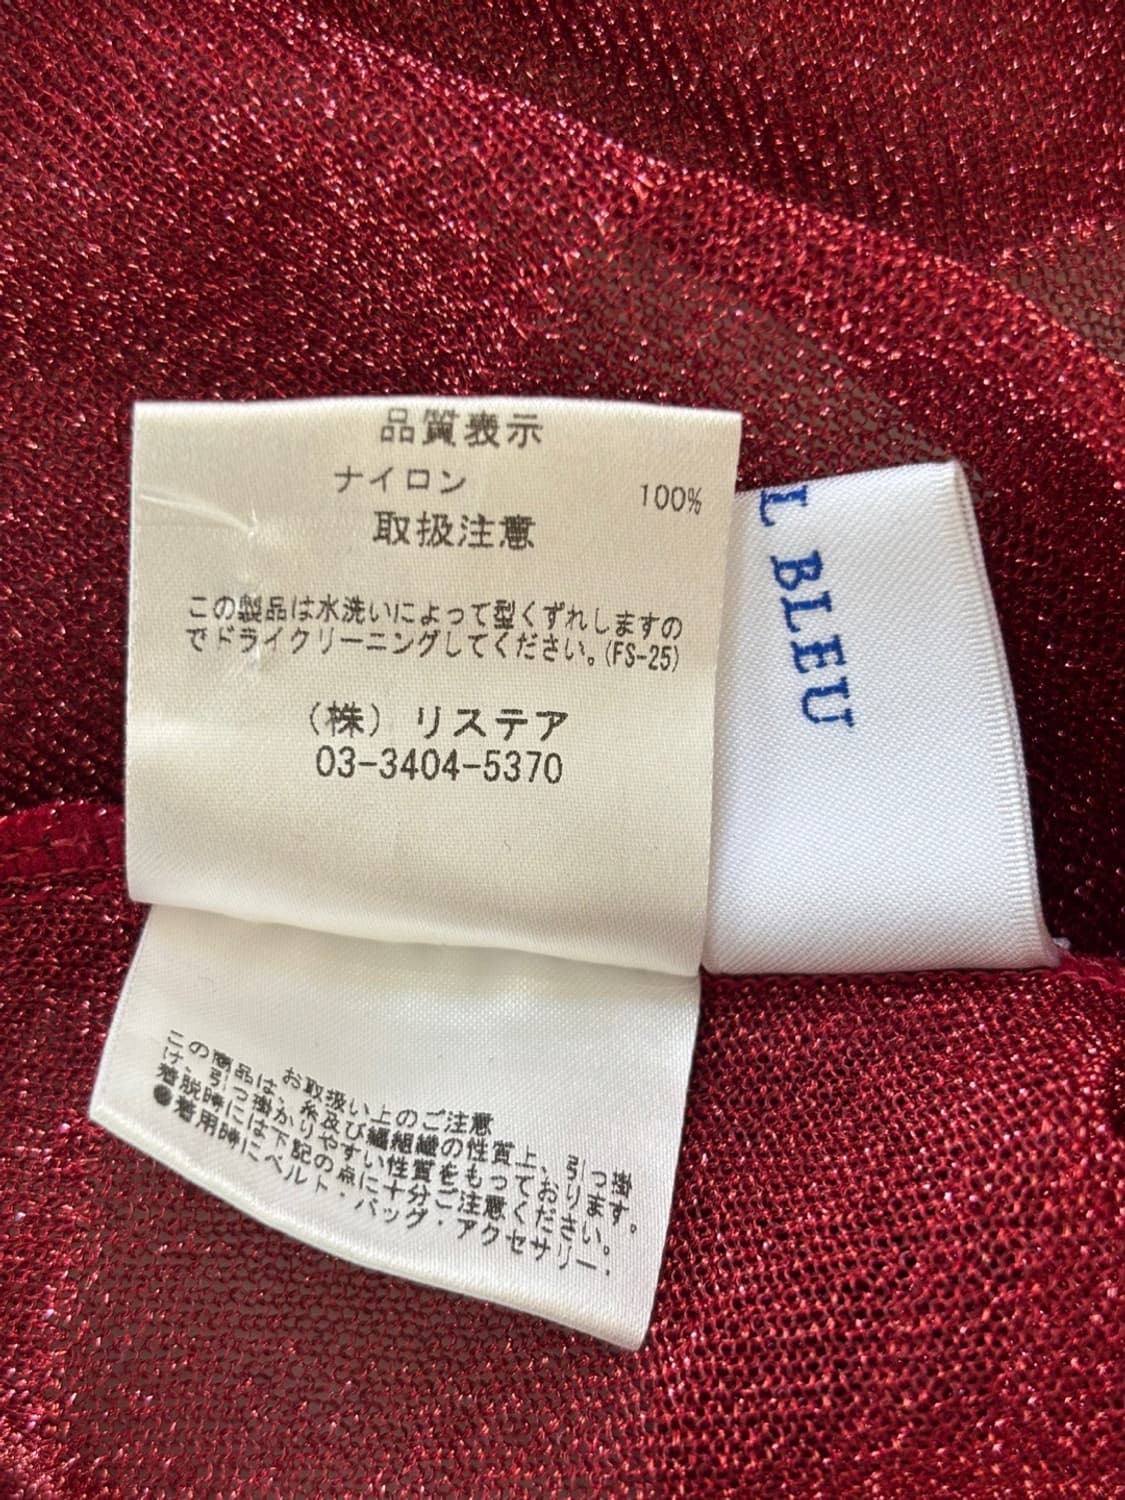 品質表示
ナイロン 100%
取扱注意
この製品は水洗いによって型くずれしますの
でドライクリーニングしてください。(FS-25)
(株) リステア
03-3404-5370
L BLEU
お取扱い上のご注意
この商品は、糸及び編組織の性質上、引っ掛
け、引っ掛かりやすい性質をもっております。
着脱時には下記の点に十分ご注意ください。
●着用時にベルト・バッグ・アクセサリー・